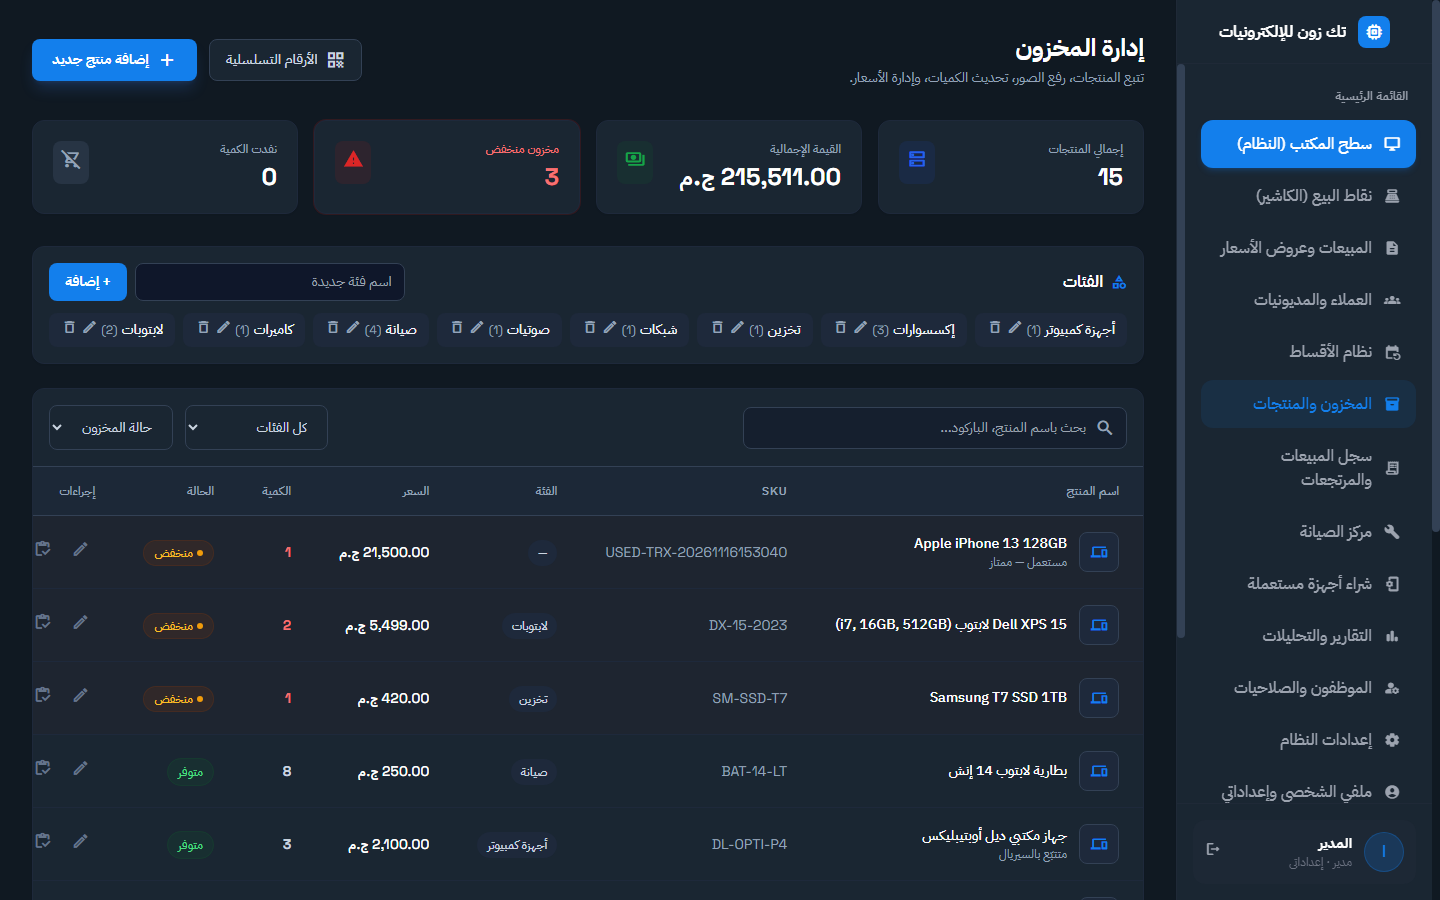 تك زون للإلكترونيات
القائمة الرئيسية
سطح المكتب (النظام)
نقاط البيع (الكاشير)
المبيعات وعروض الأسعار
العملاء والمديونيات
نظام الأقساط
المخزون والمنتجات
سجل المبيعات
والمرتجعات
مركز الصيانة
شراء أجهزة مستعملة
التقارير والتحليلات
الموظفون والصلاحيات
إعدادات النظام
ملفي الشخصي وإعداداتي
ا
المدير
مدير · إعداداتي
إدارة المخزون
تتبع المنتجات، رفع الصور، تحديث الكميات، وإدارة الأسعار.
الأرقام التسلسلية
إضافة منتج جديد
إجمالي المنتجات
15
القيمة الإجمالية
215,511.00 ج.م
مخزون منخفض
3
نفدت الكمية
0
الفئات
اسم فئة جديدة
+ إضافة
أجهزة كمبيوتر (1)
إكسسوارات (3)
تخزين (1)
شبكات (1)
صوتيات (1)
صيانة (4)
كاميرات (1)
لابتوبات (2)
بحث باسم المنتج، الباركود...
كل الفئات
حالة المخزون
اسم المنتج SKU الفئة السعر الكمية الحالة إجراءات
Apple iPhone 13 128GB
مستعمل — ممتاز
USED-TRX-20261116153040 — 21,500.00 ج.م 1 منخفض
Dell XPS 15 لابتوب (i7, 16GB, 512GB) DX-15-2023 لابتوبات 5,499.00 ج.م 2 منخفض
Samsung T7 SSD 1TB SM-SSD-T7 تخزين 420.00 ج.م 1 منخفض
بطارية لابتوب 14 إنش BAT-14-LT صيانة 250.00 ج.م 8 متوفر
جهاز مكتبي ديل أوبتيبليكس
متتبّع بالسيريال
DL-OPTI-P4 أجهزة كمبيوتر 2,100.00 ج.م 3 متوفر